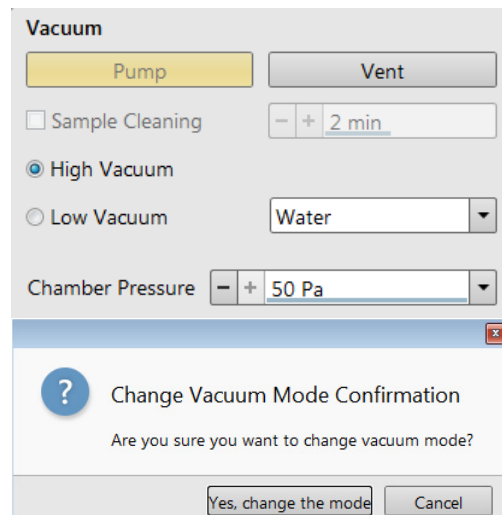 Vacuum
Pump Vent
Sample Cleaning − + 2 min
High Vacuum
Low Vacuum Water
Chamber Pressure − + 50 Pa
?
Change Vacuum Mode Confirmation
Are you sure you want to change vacuum mode?
Yes, change the mode Cancel